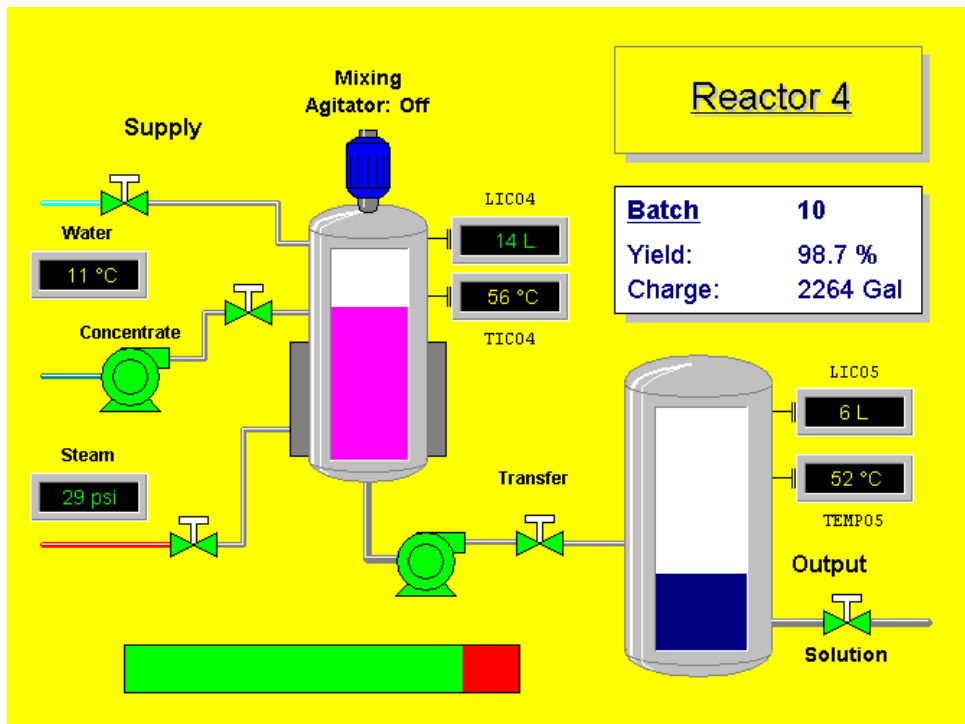 Reactor 4
Mixing
Agitator: Off
Supply
Water
11 °C
Concentrate
Steam
29 psi
LIC04
14 L
56 °C
TIC04
Batch 10
Yield: 98.7 %
Charge: 2264 Gal
Transfer
LIC05
6 L
52 °C
TEMP05
Output
Solution